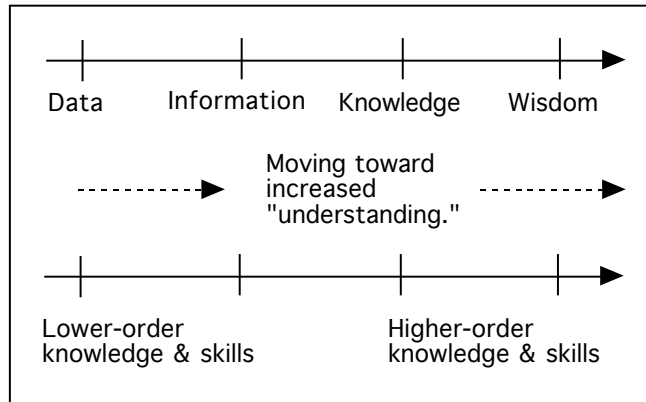 Data Information Knowledge Wisdom
Moving toward
increased
"understanding."
Lower-order
knowledge & skills
Higher-order
knowledge & skills